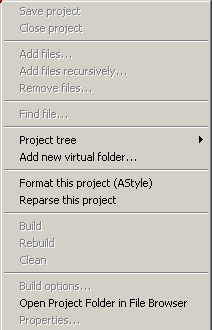 Save project
Close project
Add files...
Add files recursively...
Remove files...
Find file...
Project tree
Add new virtual folder...
Format this project (AStyle)
Reparse this project
Build
Rebuild
Clean
Build options...
Open Project Folder in File Browser
Properties...